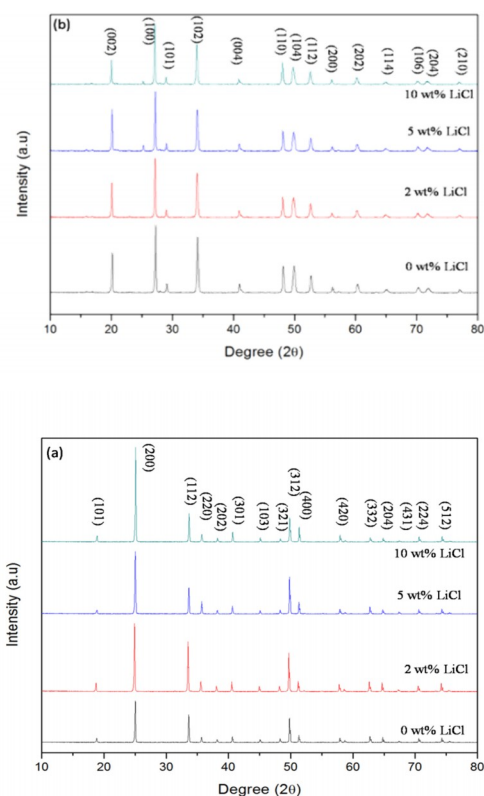 (b)
(002)
(100)
(101)
(102)
(004)
(110)
(104)
(112)
(200)
(202)
(114)
(106)
(204)
(210)
10 wt% LiCl
5 wt% LiCl
2 wt% LiCl
0 wt% LiCl
Intensity (a.u)
10 20 30 40 50 60 70 80
Degree (2θ)
(a)
(101)
(200)
(112)
(220)
(202)
(301)
(103)
(321)
(312)
(400)
(420)
(332)
(204)
(431)
(224)
(512)
10 wt% LiCl
5 wt% LiCl
2 wt% LiCl
0 wt% LiCl
Intensity (a.u)
10 20 30 40 50 60 70 80
Degree (2θ)